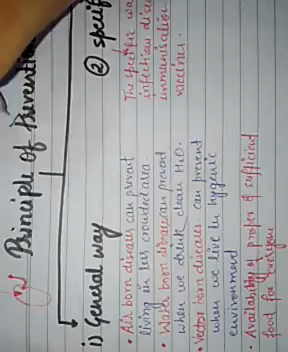 Principle of Prevention
i) General way
• Air born diseases can prevent
living in less crowded area
• Water born diseases can prevent
when we drink clean H2O.
• Vector born diseases. can prevent
when we live in hygenic
environment
• Availability of proper & sufficient
food for everyone
② specif
The specific wa
infectious disea
immunisation
vaccines.